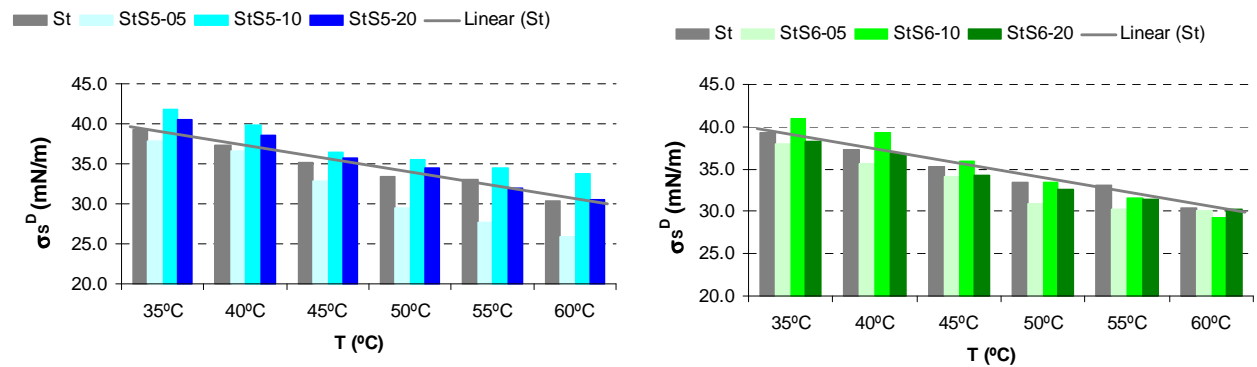 St StS5-05 StS5-10 StS5-20 Linear (St)
45.0
40.0
35.0
30.0
25.0
20.0
σs D (mN/m)
35ºC 40ºC 45ºC 50ºC 55ºC 60ºC
T (ºC)
St StS6-05 StS6-10 StS6-20 Linear (St)
45.0
40.0
35.0
30.0
25.0
20.0
σs D (mN/m)
35ºC 40ºC 45ºC 50ºC 55ºC 60ºC
T (ºC)